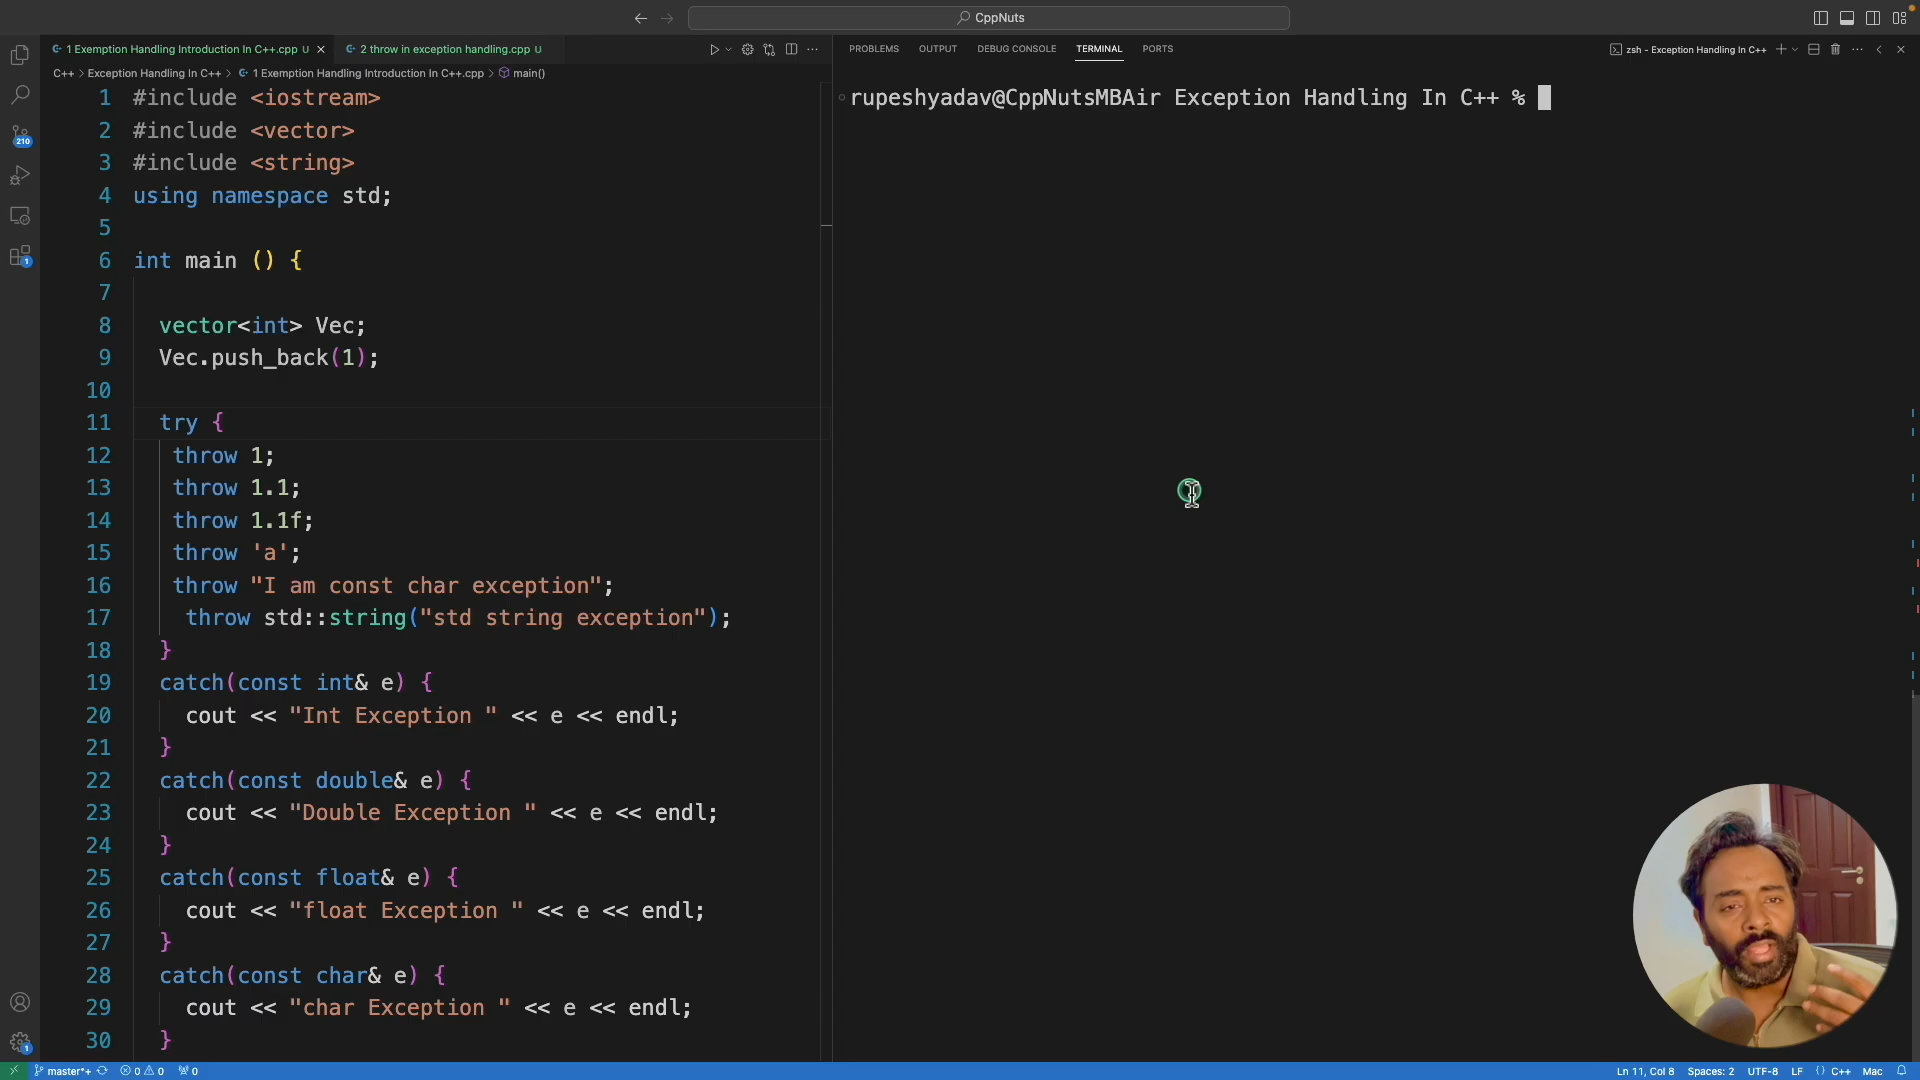 CppNuts
1 Exemption Handling Introduction In C++.cpp U
2 throw in exception handling.cpp U
PROBLEMS OUTPUT DEBUG CONSOLE TERMINAL PORTS
zsh - Exception Handling In C++
C++ > Exception Handling In C++ > 1 Exemption Handling Introduction In C++.cpp > main()
1 #include <iostream>
2 #include <vector>
3 #include <string>
4 using namespace std;
5
6 int main () {
7
8 vector<int> Vec;
9 Vec.push_back(1);
10
11 try {
12 throw 1;
13 throw 1.1;
14 throw 1.1f;
15 throw 'a';
16 throw "I am const char exception";
17 throw std::string("std string exception");
18 }
19 catch(const int& e) {
20 cout << "Int Exception " << e << endl;
21 }
22 catch(const double& e) {
23 cout << "Double Exception " << e << endl;
24 }
25 catch(const float& e) {
26 cout << "float Exception " << e << endl;
27 }
28 catch(const char& e) {
29 cout << "char Exception " << e << endl;
30 }
rupeshyadav@CppNutsMBAir Exception Handling In C++ %
210
1
1
master*+ 0 0 0
Ln 11, Col 8 Spaces: 2 UTF-8 LF {} C++ Mac